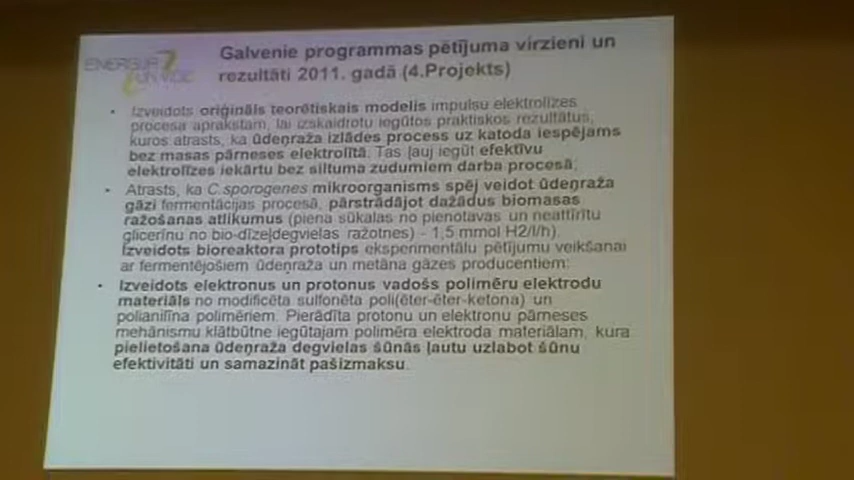 ENERĢIJA
UN VIDE
Galvenie programmas pētījuma virzieni un
rezultāti 2011. gadā (4.Projekts)
• Izveidots oriģināls teorētiskais modelis impulsu elektrolīzes
procesa aprakstam, lai izskaidrotu iegūtos praktiskos rezultātus,
kuros atrasts, ka ūdeņraža izlādes process uz katoda iespējams
bez masas pārneses elektrolītā. Tas ļauj iegūt efektīvu
elektrolīzes iekārtu bez siltuma zudumiem darba procesā;
• Atrasts, ka C.sporogenes mikroorganisms spēj veidot ūdeņraža
gāzi fermentācijas procesā, pārstrādājot dažādus biomasas
ražošanas atlikumus (piena sūkalas no pienotavas un neattīrītu
glicerīnu no bio-dīzeļdegvielas ražotnes) - 1,5 mmol H2/l/h).
Izveidots bioreaktora prototips eksperimentālu pētījumu veikšanai
ar fermentējošiem ūdeņraža un metāna gāzes producentiem;
• Izveidots elektronus un protonus vadošs polimēru elektrodu
materiāls no modificēta sulfonēta poli(ēter-ēter-ketona) un
polianilīna polimēriem. Pierādīta protonu un elektronu pārneses
mehānismu klātbūtne iegūtajam polimēra elektroda materiālam, kura
pielietošana ūdeņraža degvielas šūnās ļautu uzlabot šūnu
efektivitāti un samazināt pašizmaksu.